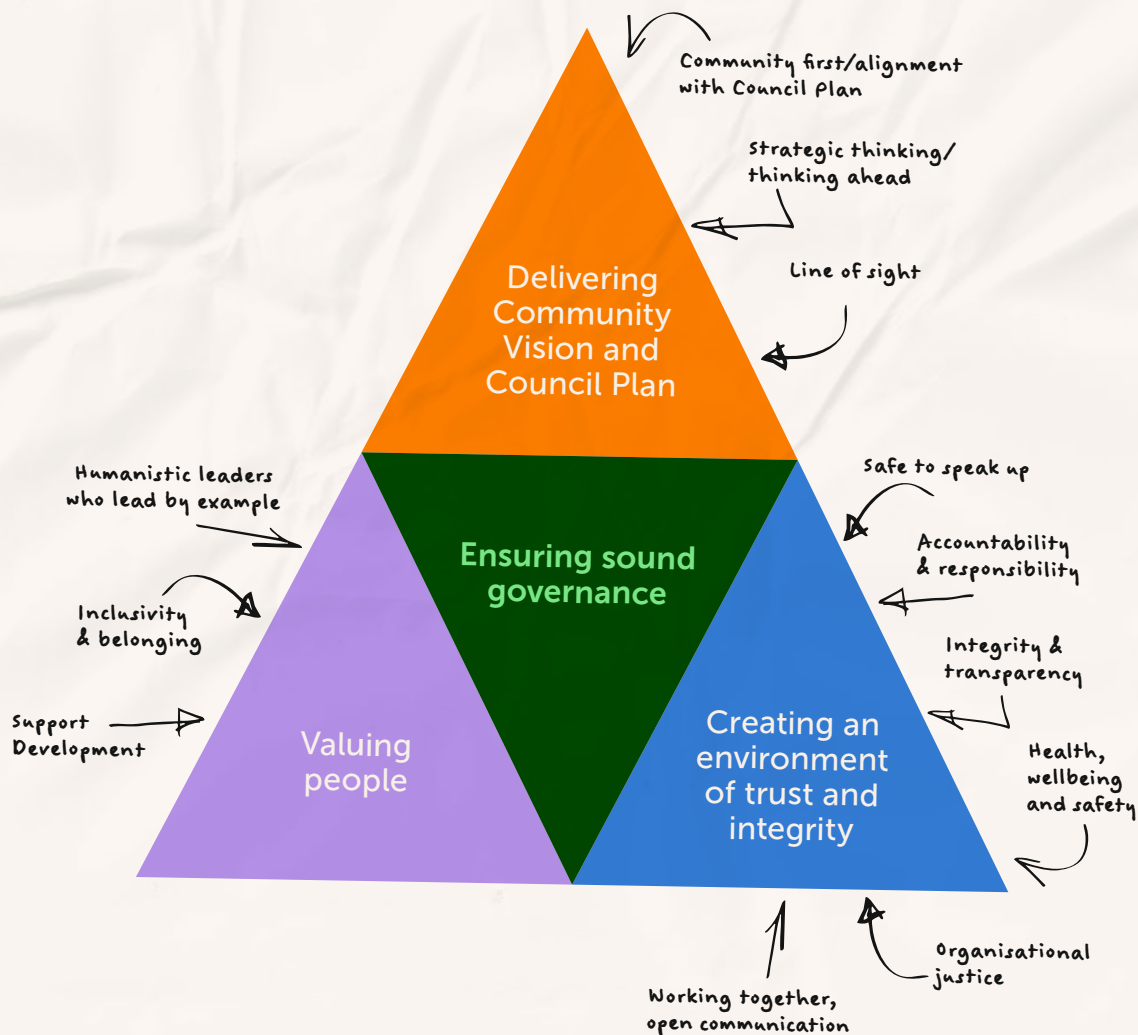 Community first/alignment
with Council Plan
Strategic thinking/
thinking ahead
Line of sight
Delivering
Community
Vision and
Council Plan
Humanistic leaders
who lead by example
Safe to speak up
Ensuring sound
governance
Accountability
& responsibility
Inclusivity
& belonging
Integrity &
transparency
Support
Development
Valuing
people
Creating an
environment
of trust and
integrity
Health,
wellbeing
and safety
Organisational
justice
Working together,
open communication